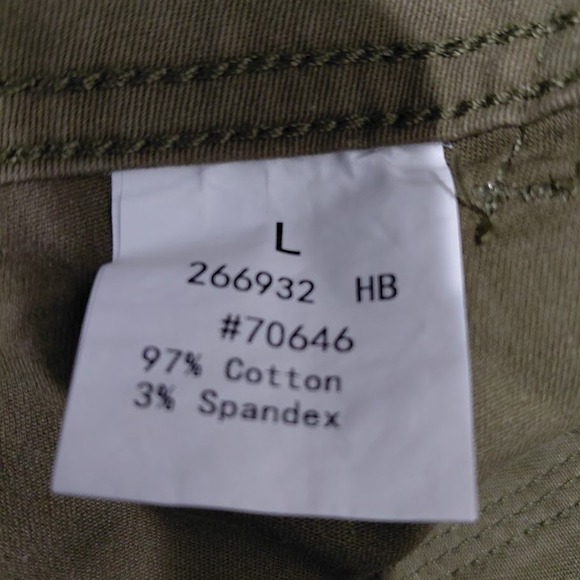 L
266932 HB
#70646
97% Cotton
3% Spandex